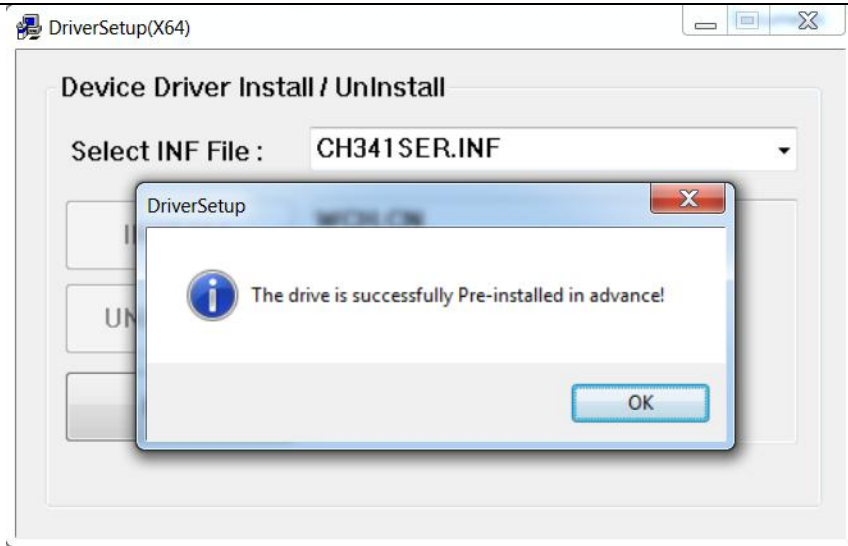 DriverSetup(X64)
Device Driver Install / UnInstall
Select INF File :
CH341SER.INF
DriverSetup
The drive is successfully Pre-installed in advance!
OK